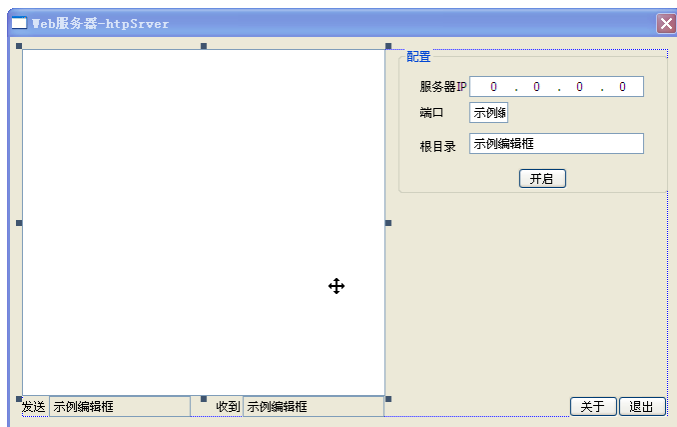 Web服务器-htpSrver
配置
服务器IP 0 . 0 . 0 . 0
端口 示例编
根目录 示例编辑框
开启
发送 示例编辑框 收到 示例编辑框 关于 退出